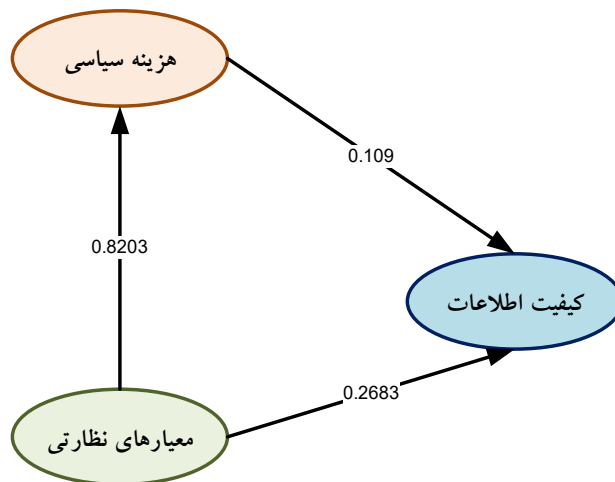 هزینه سیاسی
0.109
0.8203
کیفیت اطلاعات
0.2683
معیارهای نظارتی